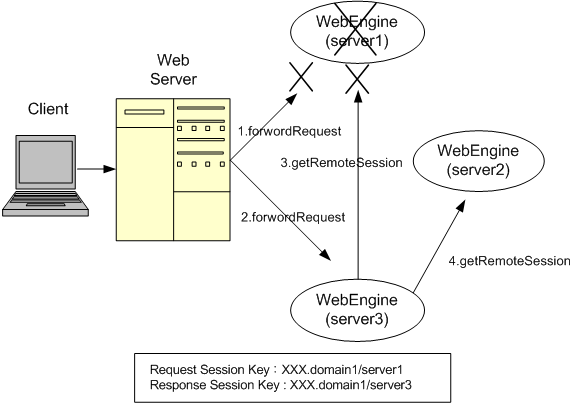 WebEngine
(server1)
Web
Server
Client
1.forwordRequest
3.getRemoteSession
WebEngine
(server2)
2.forwordRequest
4.getRemoteSession
WebEngine
(server3)
Request Session Key : XXX.domain1/server1
Response Session Key : XXX.domain1/server3